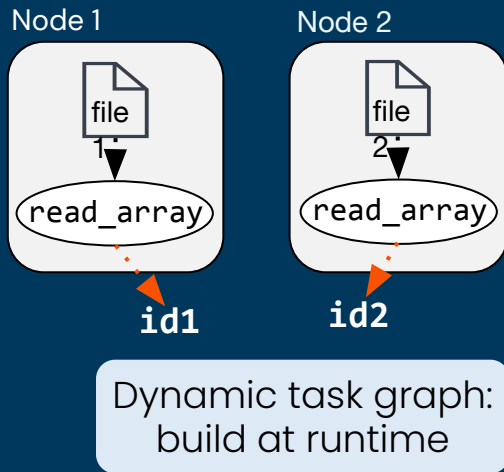 Node 1
Node 2
file
1
read_array
id1
file
2
read_array
id2
Dynamic task graph:
build at runtime